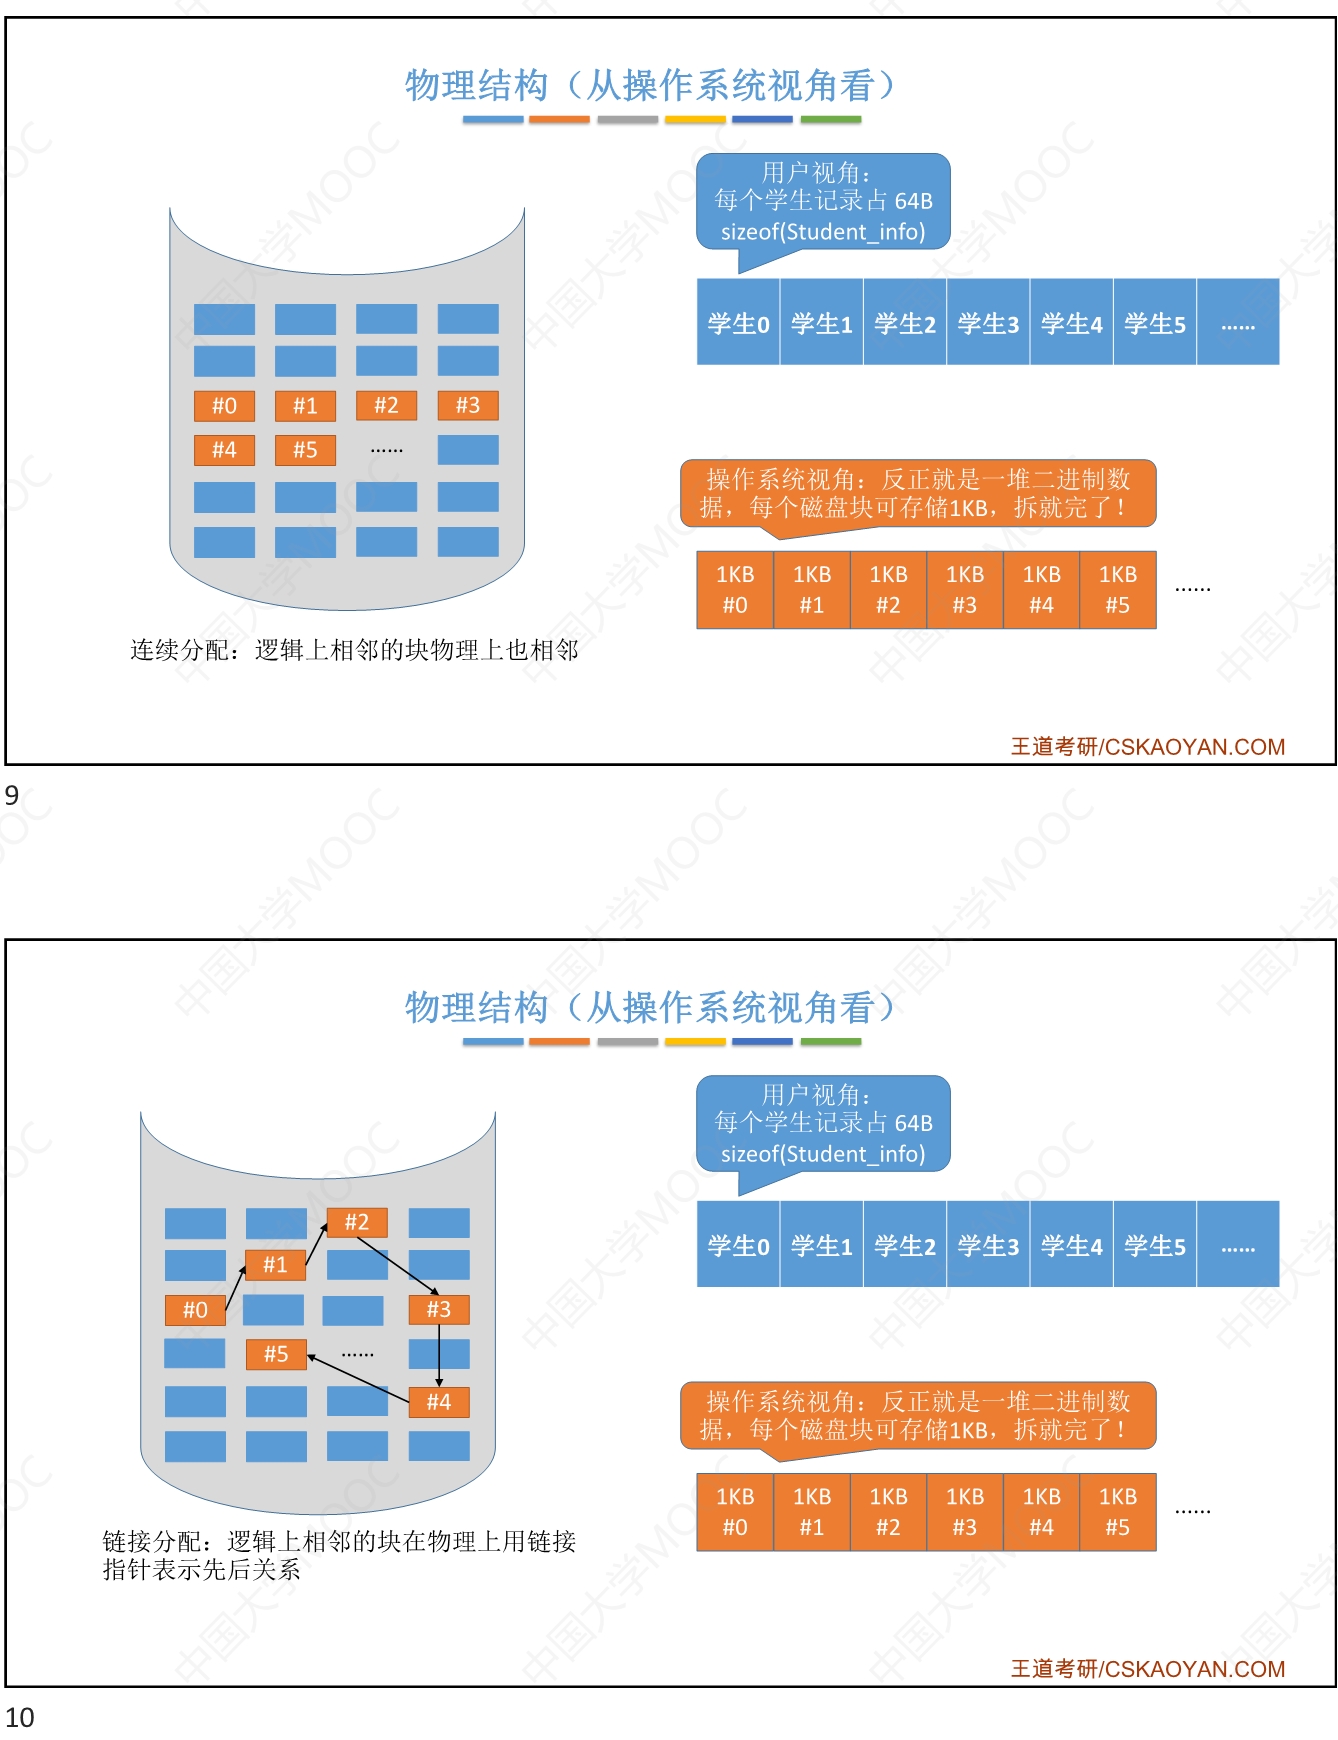 物理结构（从操作系统视角看）
用户视角：
每个学生记录占 64B
sizeof(Student_info)
学生0 学生1 学生2 学生3 学生4 学生5 ......
#0 #1 #2 #3
#4 #5 ......
操作系统视角：反正就是一堆二进制数
据，每个磁盘块可存储1KB，拆就完了！
1KB 1KB 1KB 1KB 1KB 1KB
#0 #1 #2 #3 #4 #5 ......
连续分配：逻辑上相邻的块物理上也相邻
王道考研/CSKAOYAN.COM
9
物理结构（从操作系统视角看）
用户视角：
每个学生记录占 64B
sizeof(Student_info)
学生0 学生1 学生2 学生3 学生4 学生5 ......
#2
#1
#0 #3
#5 ......
#4
操作系统视角：反正就是一堆二进制数
据，每个磁盘块可存储1KB，拆就完了！
1KB 1KB 1KB 1KB 1KB 1KB
#0 #1 #2 #3 #4 #5 ......
链接分配：逻辑上相邻的块在物理上用链接
指针表示先后关系
王道考研/CSKAOYAN.COM
10
中国大学MOOC